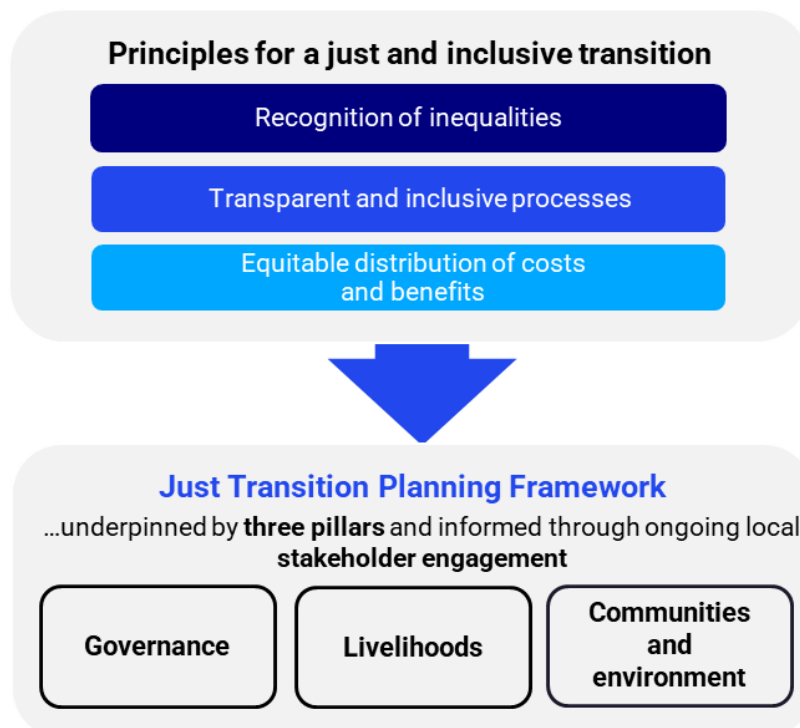 Principles for a just and inclusive transition
Recognition of inequalities
Transparent and inclusive processes
Equitable distribution of costs
and benefits
Just Transition Planning Framework
...underpinned by three pillars and informed through ongoing local
stakeholder engagement
Governance
Livelihoods
Communities
and
environment